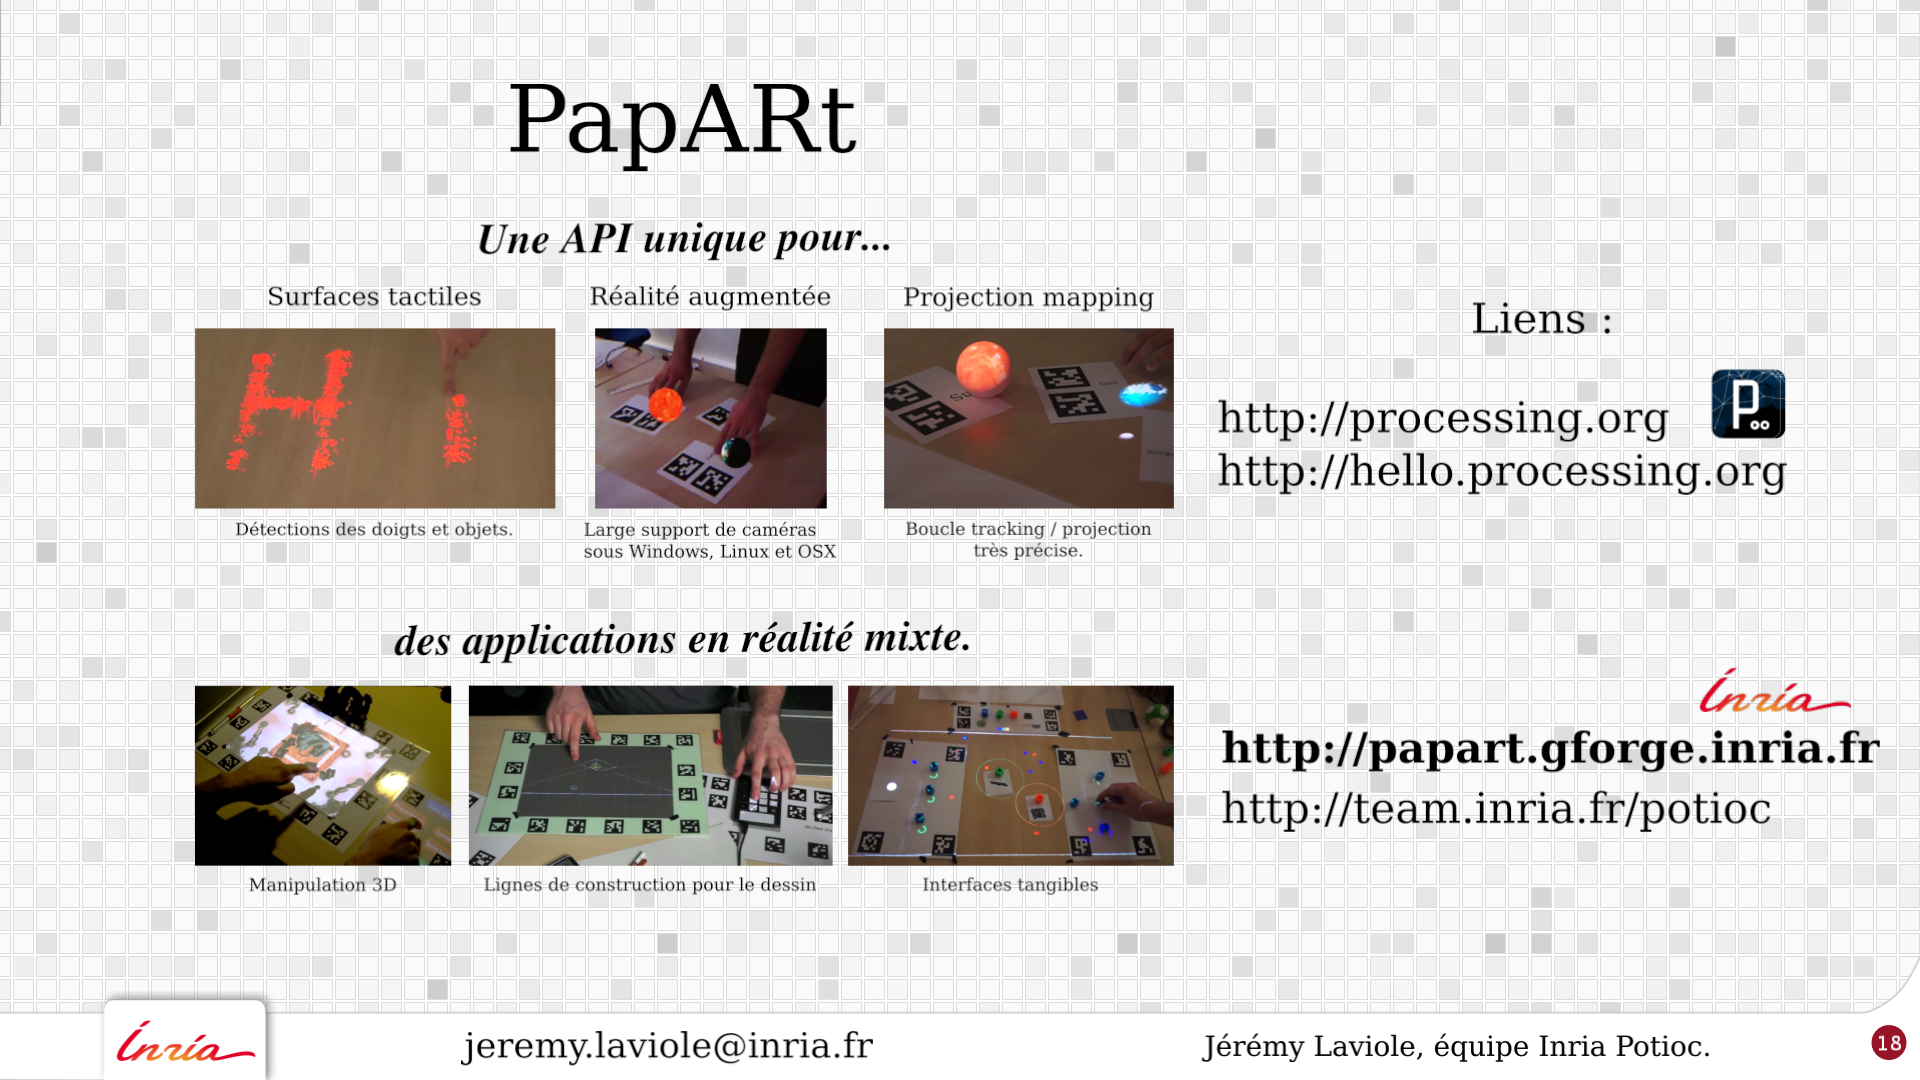 PapARt
Une API unique pour...
Surfaces tactiles
Réalité augmentée
Projection mapping
Hi
Détections des doigts et objets.
Large support de caméras
sous Windows, Linux et OSX
Boucle tracking / projection
très précise.
des applications en réalité mixte.
Manipulation 3D
Lignes de construction pour le dessin
Interfaces tangibles
Liens :
http://processing.org
http://hello.processing.org
Inría
http://papart.gforge.inria.fr
http://team.inria.fr/potioc
Inría
jeremy.laviole@inria.fr
Jérémy Laviole, équipe Inria Potioc.
18